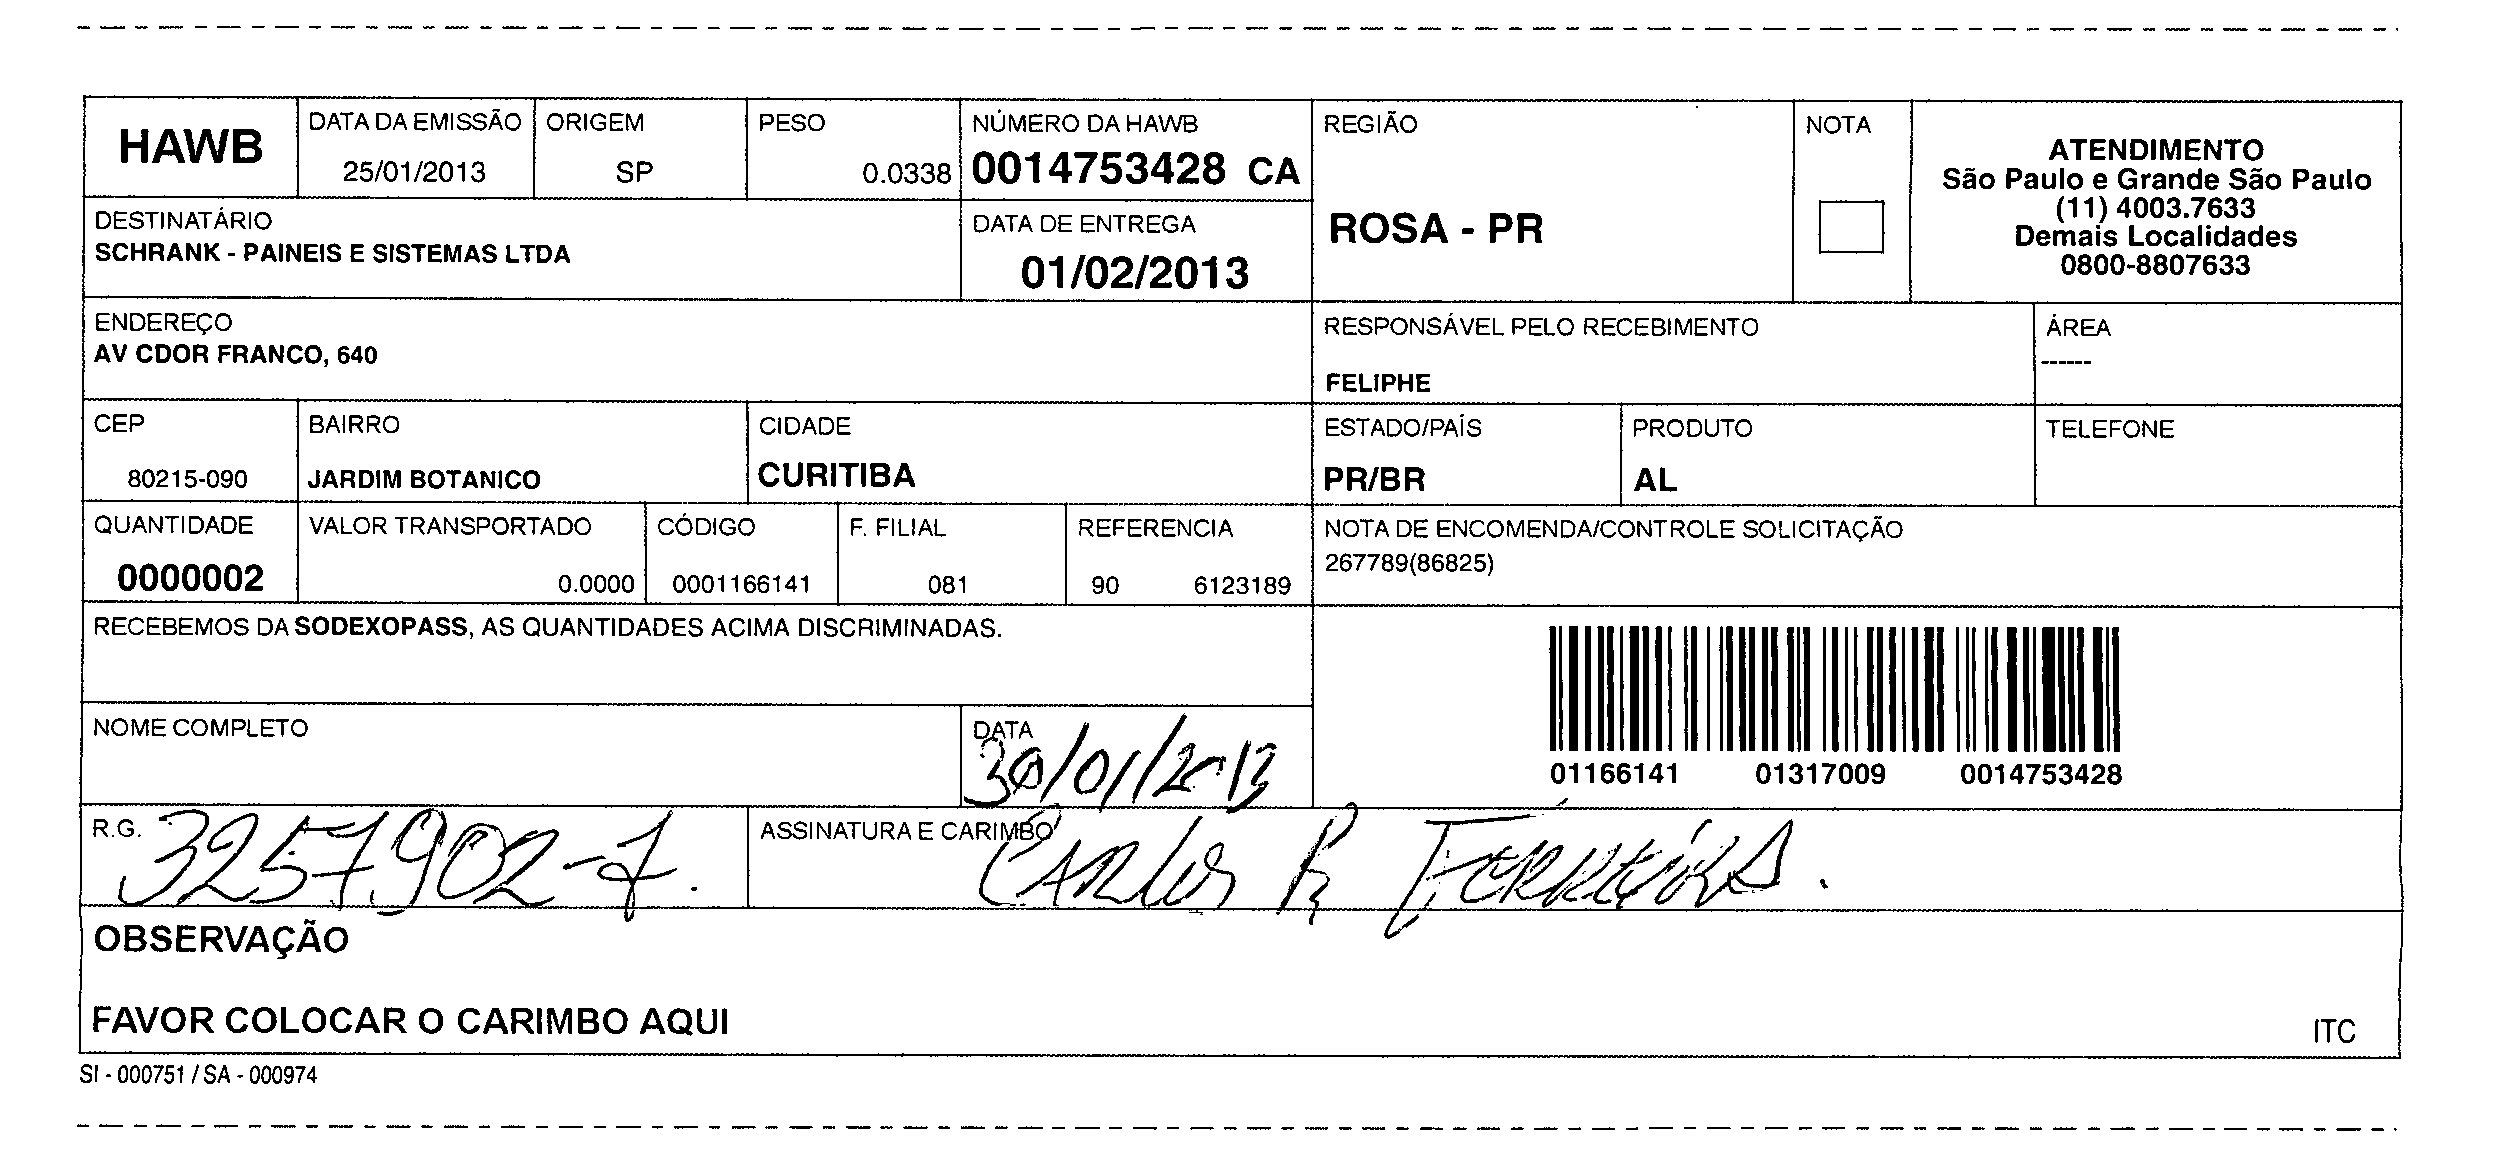 HAWB
DATA DA EMISSÃO
25/01/2013
ORIGEM
SP
PESO
0.0338
NÚMERO DA HAWB
0014753428 CA
REGIÃO
ROSA - PR
NOTA
ATENDIMENTO
São Paulo e Grande São Paulo
(11) 4003.7633
Demais Localidades
0800-8807633
DESTINATÁRIO
SCHRANK - PAINEIS E SISTEMAS LTDA
DATA DE ENTREGA
01/02/2013
ENDEREÇO
AV CDOR FRANCO, 640
RESPONSÁVEL PELO RECEBIMENTO
FELIPHE
ÁREA
------
CEP
80215-090
BAIRRO
JARDIM BOTANICO
CIDADE
CURITIBA
ESTADO/PAÍS
PR/BR
PRODUTO
AL
TELEFONE
QUANTIDADE
0000002
VALOR TRANSPORTADO
0.0000
CÓDIGO
0001166141
F. FILIAL
081
REFERENCIA
90 6123189
NOTA DE ENCOMENDA/CONTROLE SOLICITAÇÃO
267789(86825)
RECEBEMOS DA SODEXOPASS, AS QUANTIDADES ACIMA DISCRIMINADAS.
01166141 01317009 0014753428
NOME COMPLETO
DATA
30/01/2013
R.G.
3257902-7.
ASSINATURA E CARIMBO
Carlos R
OBSERVAÇÃO
FAVOR COLOCAR O CARIMBO AQUI
ITC
SI - 000751 / SA - 000974